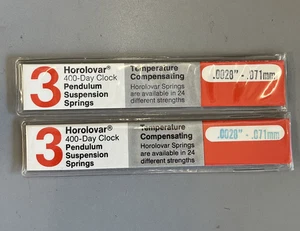 3
Horolovar®
400-Day Clock
Pendulum
Suspension
Springs
Temperature
Compensating
Horolovar Springs
are available in 24
different strengths
.0028" - .071mm
3
Horolovar®
400-Day Clock
Pendulum
Suspension
Springs
Temperature
Compensating
Horolovar Springs
are available in 24
different strengths
.0028" - .071mm